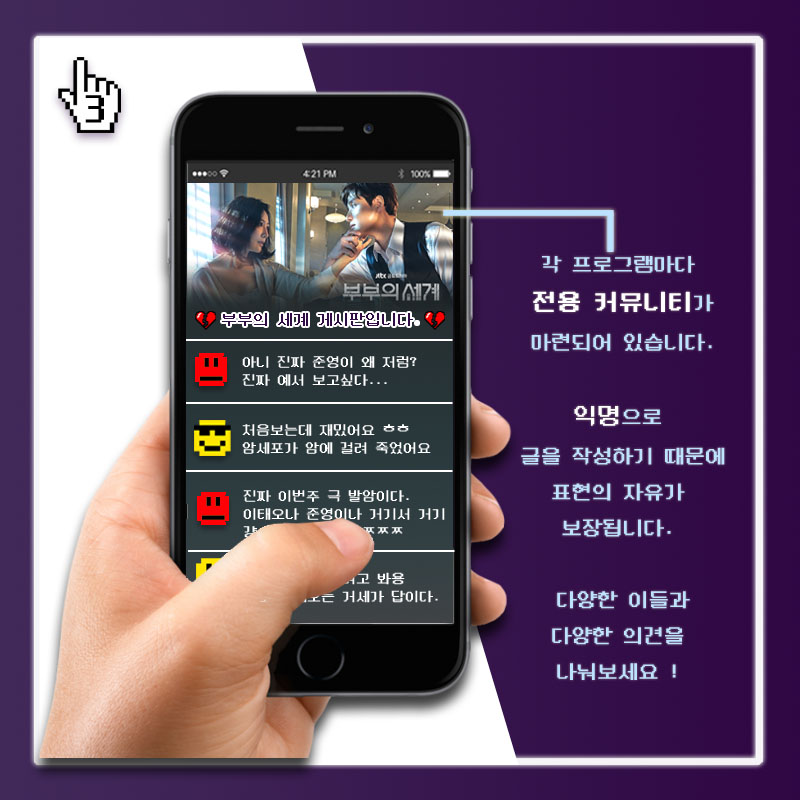 3
4:21 PM
100%
jtbc
부부의 세계
부부의 세계 게시판입니다.
아니 진짜 준영이 왜 저럼?
진짜 에서 보고싶다...
처음보는데 재밌어요 ㅎㅎ
암세포가 암에 걸려 죽었어요
진짜 이번주 극 발암이다.
이태오나 준영이나 거기서 거기
ㅉㅉㅉ
봐용
거세가 답이다.
각 프로그램마다
전용 커뮤니티가
마련되어 있습니다.
익명으로
글을 작성하기 때문에
표현의 자유가
보장됩니다.
다양한 이들과
다양한 의견을
나눠보세요 !